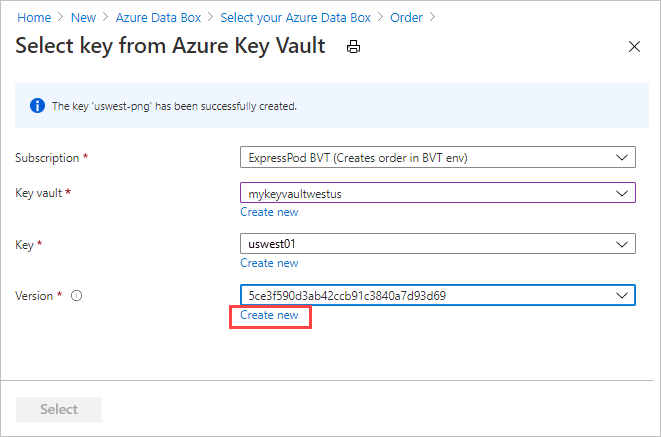 Home > New > Azure Data Box > Select your Azure Data Box > Order >
Select key from Azure Key Vault
The key 'uswest-png' has been successfully created.
Subscription * ExpressPod BVT (Creates order in BVT env)
Key vault * mykeyvaultwestus
Create new
Key * uswest01
Create new
Version * 5ce3f590d3ab42ccb91c3840a7d93d69
Create new
Select